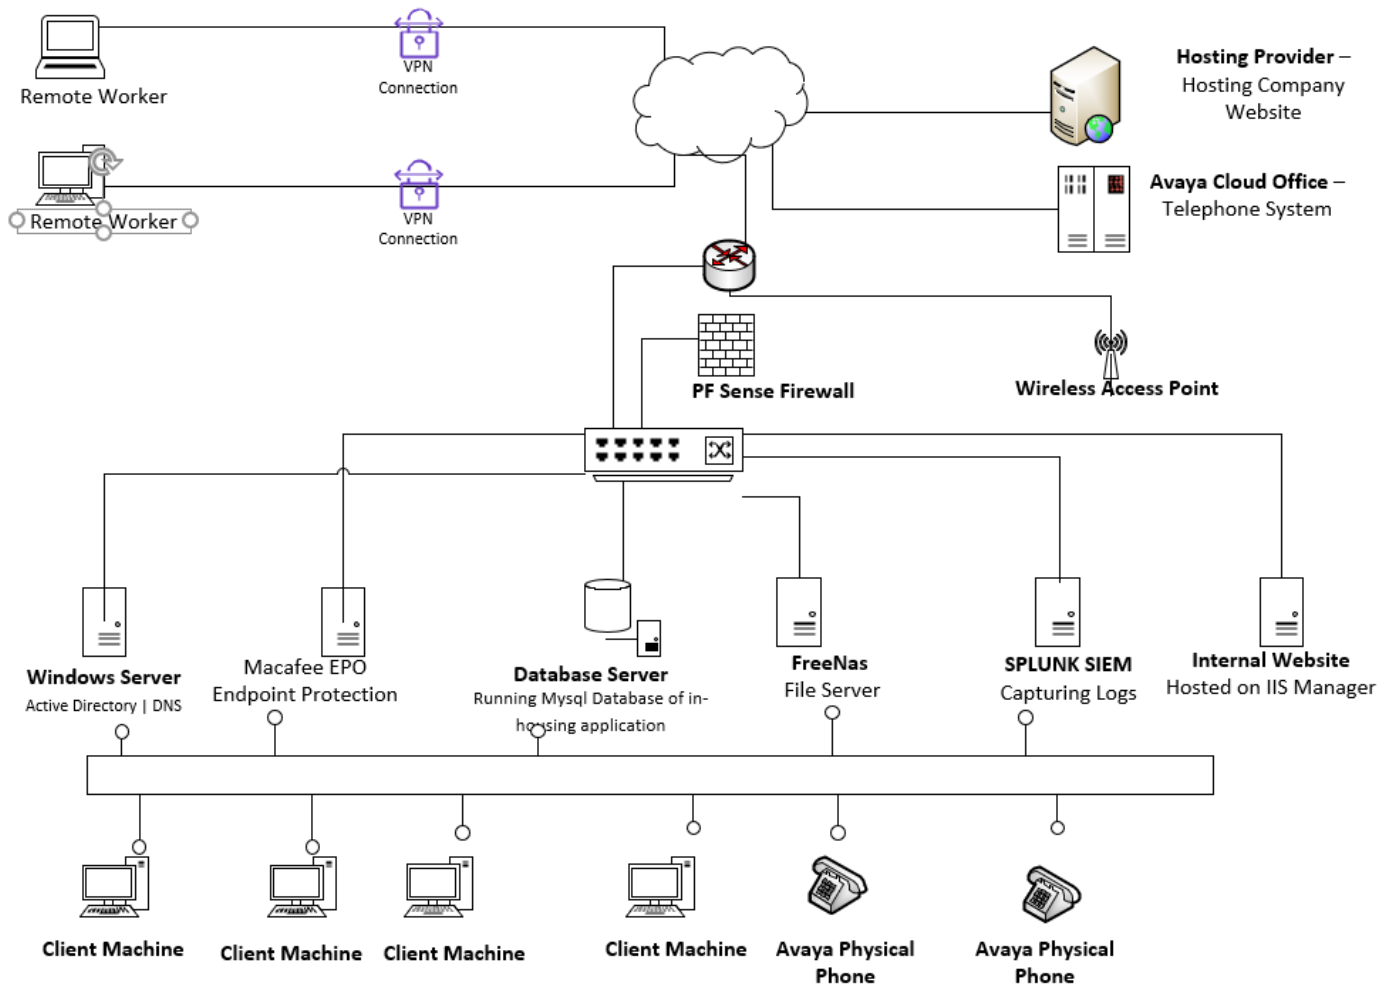 Remote Worker
VPN
Connection
Hosting Provider –
Hosting Company
Website
Remote Worker
VPN
Connection
Avaya Cloud Office –
Telephone System
PF Sense Firewall
Wireless Access Point
Windows Server
Active Directory | DNS
Macafee EPO
Endpoint Protection
Database Server
Running Mysql Database of in-
housing application
FreeNas
File Server
SPLUNK SIEM
Capturing Logs
Internal Website
Hosted on IIS Manager
Client Machine
Client Machine
Client Machine
Client Machine
Avaya Physical
Phone
Avaya Physical
Phone